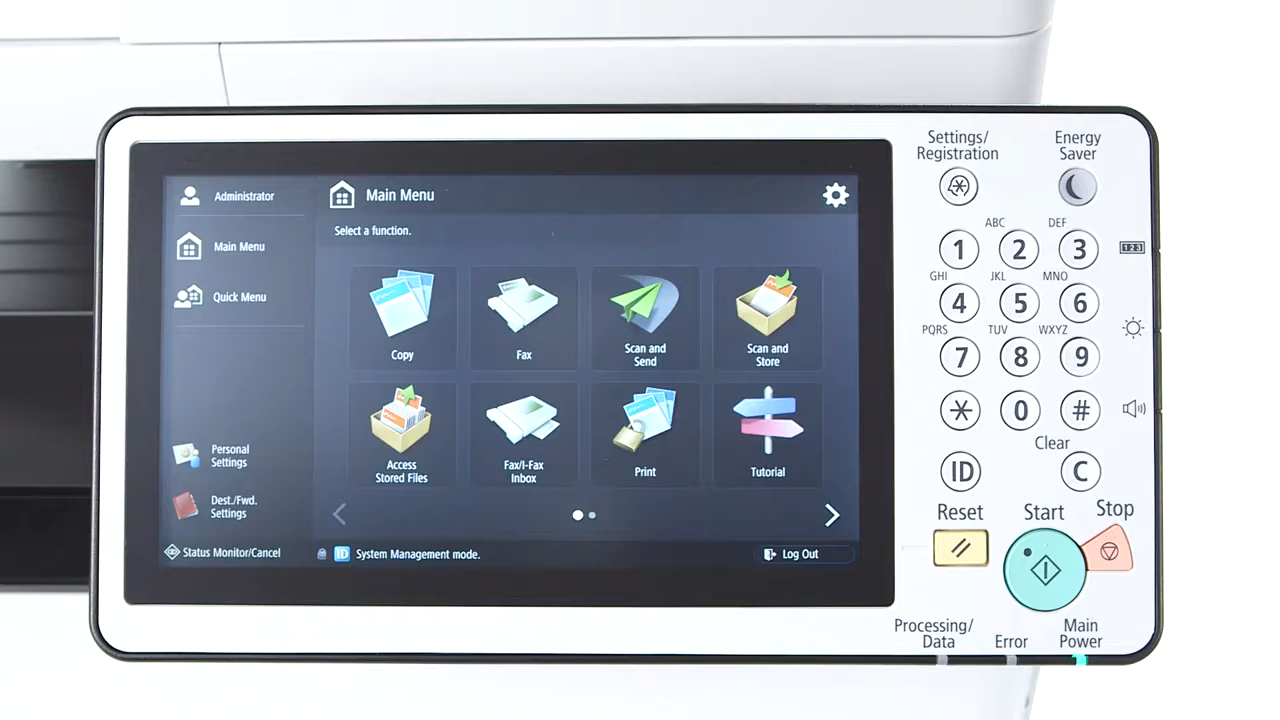 Administrator
Main Menu
Quick Menu
Personal
Settings
Dest./Fwd.
Settings
Status Monitor/Cancel
Main Menu
Select a function.
Copy
Fax
Scan and
Send
Scan and
Store
Access
Stored Files
Fax/I-Fax
Inbox
Print
Tutorial
ID System Management mode.
Log Out
Settings/
Registration
Energy
Saver
ABC DEF
1 2 3
123
GHI JKL MNO
4 5 6
PQRS TUV WXYZ
7 8 9
* 0 #
Clear
ID C
Reset Start Stop
Processing/
Data
Error
Main
Power